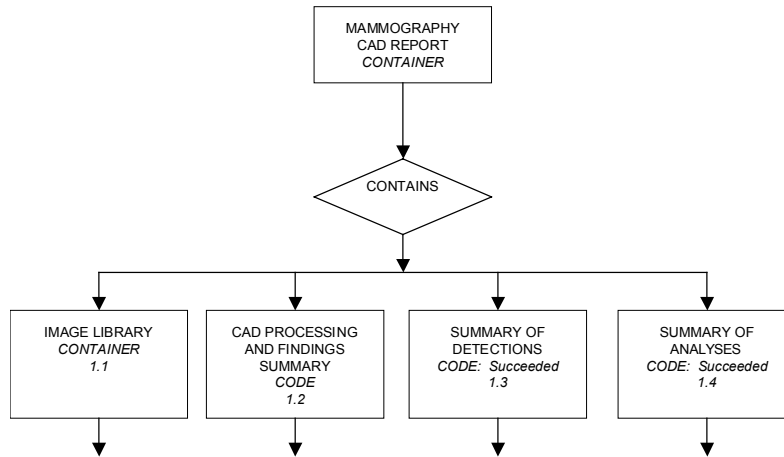 MAMMOGRAPHY
CAD REPORT
CONTAINER
CONTAINS
IMAGE LIBRARY
CONTAINER
1.1
CAD PROCESSING
AND FINDINGS
SUMMARY
CODE
1.2
SUMMARY OF
DETECTIONS
CODE: Succeeded
1.3
SUMMARY OF
ANALYSES
CODE: Succeeded
1.4